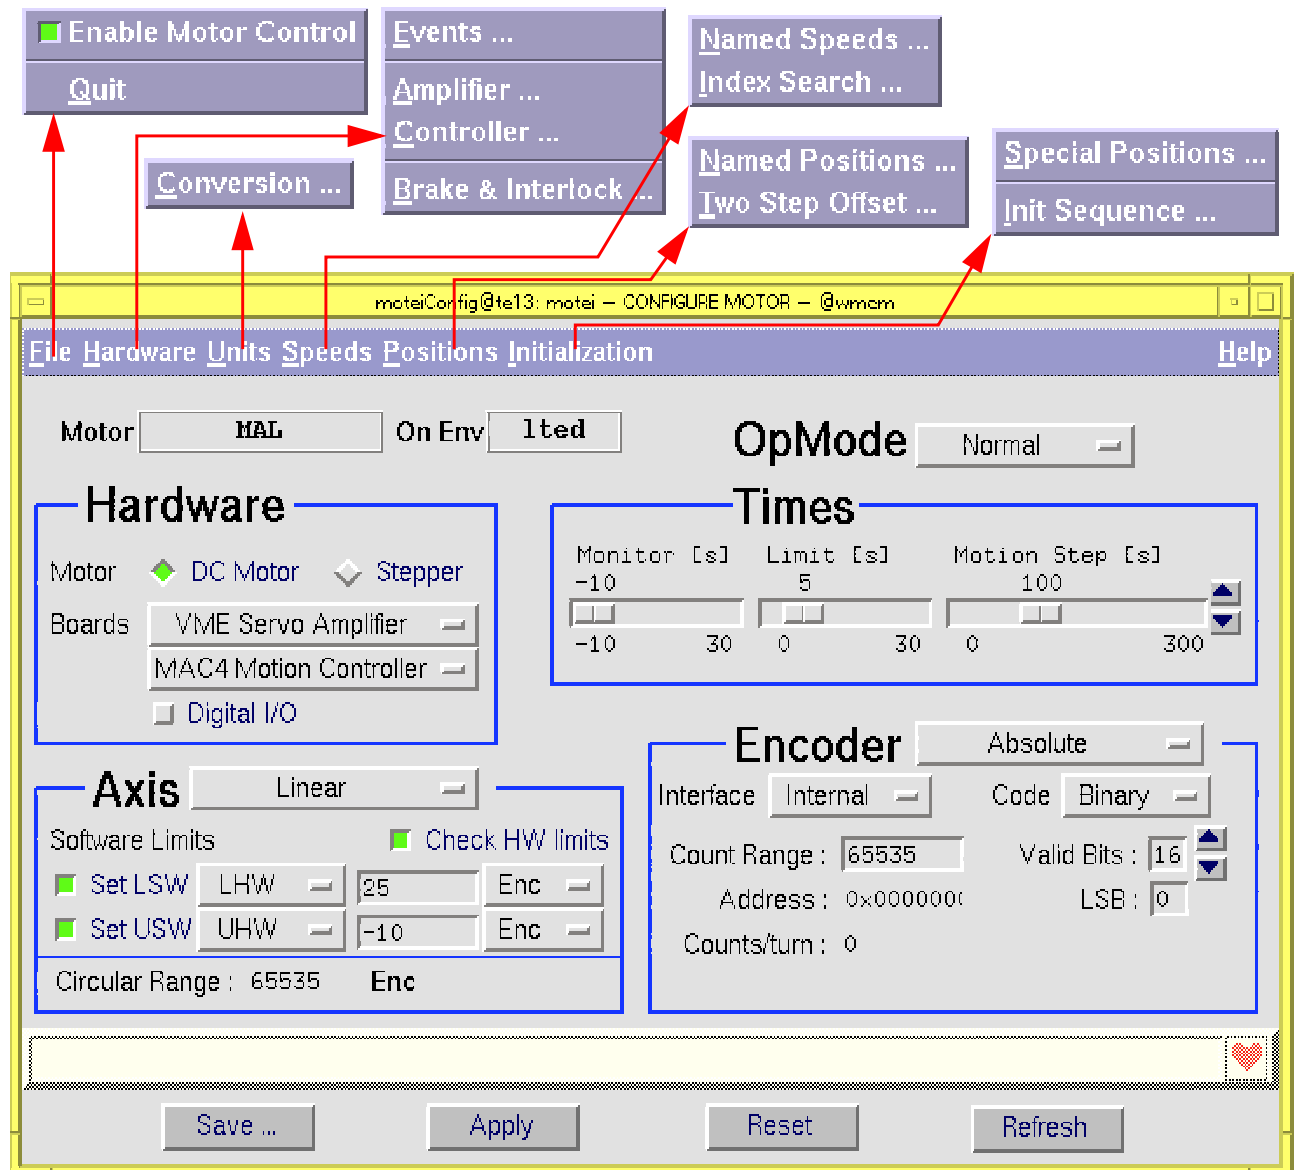 Enable Motor Control
Quit
Events ...
Amplifier ...
Controller ...
Brake & Interlock ...
Conversion ...
Named Speeds ...
Index Search ...
Named Positions ...
Two Step Offset ...
Special Positions ...
Init Sequence ...
moteiConfig@te13: motei – CONFIGURE MOTOR – @wmem
File Hardware Units Speeds Positions Initialization Help
Motor MAL On Env lted OpMode Normal
Hardware
Motor DC Motor Stepper
Boards VME Servo Amplifier
MAC4 Motion Controller
Digital I/O
Times
Monitor [s] Limit [s] Motion Step [s]
-10 5 100
-10 30 0 30 0 300
Axis Linear
Software Limits Check HW limits
Set LSW LHW 25 Enc
Set USW UHW -10 Enc
Circular Range : 65535 Enc
Encoder Absolute
Interface Internal Code Binary
Count Range : 65535 Valid Bits : 16
Address : 0x0000000 LSB : 0
Counts/turn : 0
Save ... Apply Reset Refresh